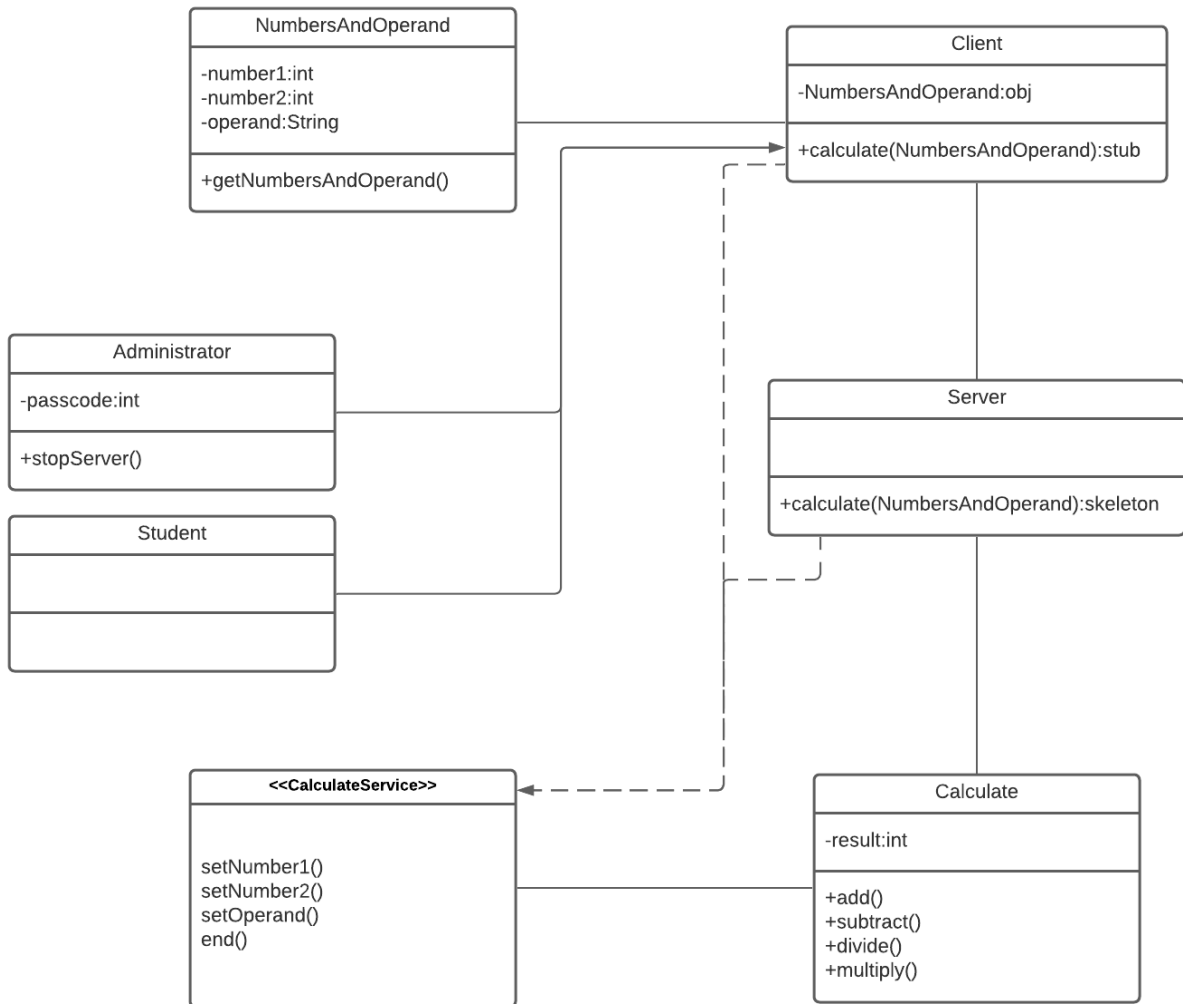 NumbersAndOperand
-number1:int
-number2:int
-operand:String
+getNumbersAndOperand()
Client
-NumbersAndOperand:obj
+calculate(NumbersAndOperand):stub
Administrator
-passcode:int
+stopServer()
Server
+calculate(NumbersAndOperand):skeleton
Student
<<CalculateService>>
setNumber1()
setNumber2()
setOperand()
end()
Calculate
-result:int
+add()
+subtract()
+divide()
+multiply()